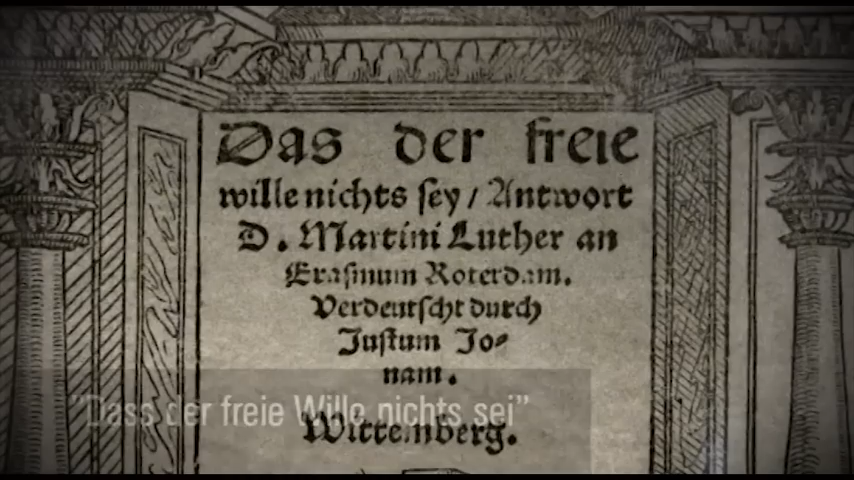 Das der freie
wille nichts sey / Antwort
D. Martini Luther an
Erasmum Roterdam.
Verdeutscht durch
Justum Jo⸗
nam.
"Dass der freie Wille nichts sei"
Wittemberg.